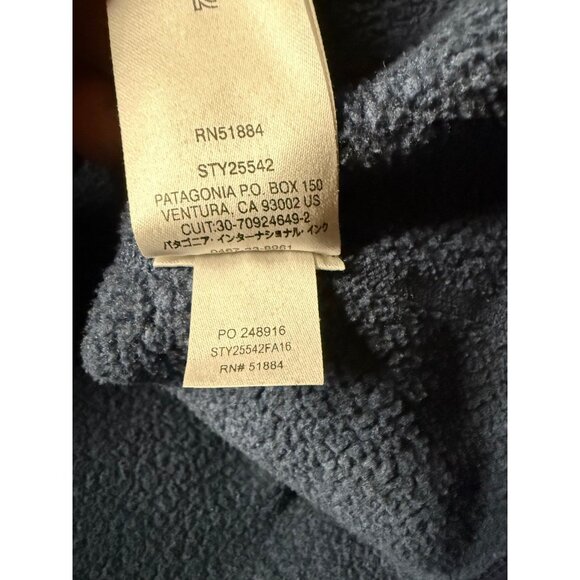 RN51884
STY25542
PATAGONIA P.O. BOX 150
VENTURA, CA 93002 US
CUIT:30-70924649-2
パタゴニア・インターナショナル・インク
PO 248916
STY25542FA16
RN# 51884